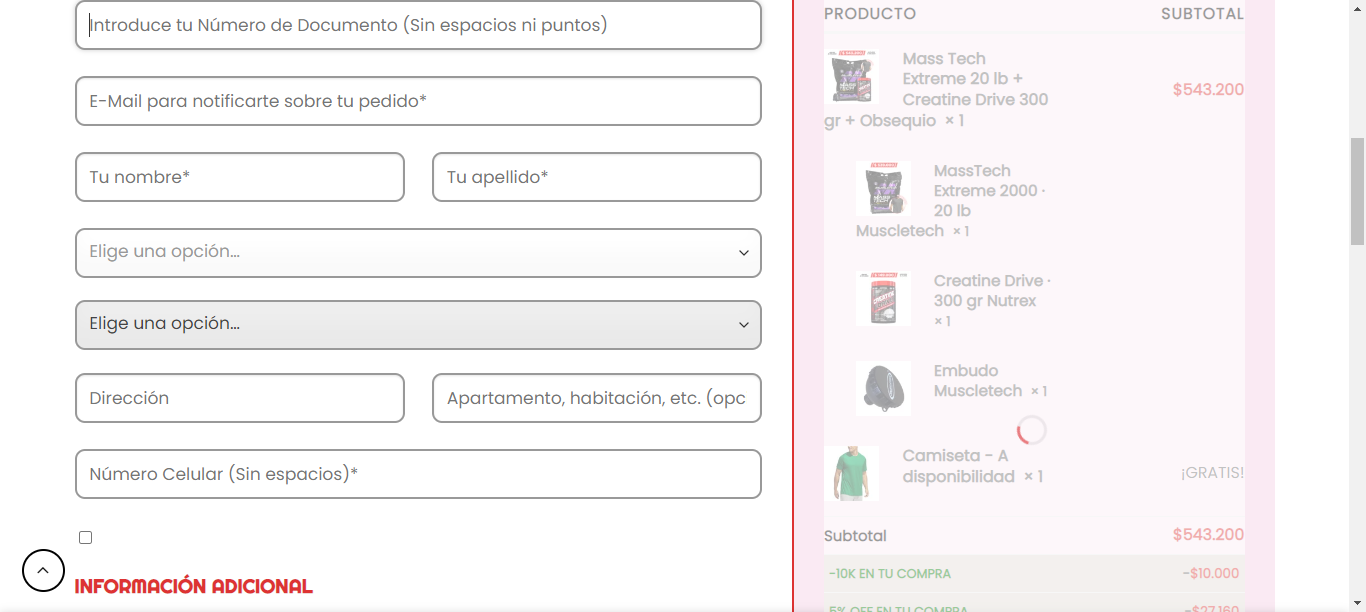 Introduce tu Número de Documento (Sin espacios ni puntos)
E-Mail para notificarte sobre tu pedido*
Tu nombre*
Tu apellido*
Elige una opción...
Elige una opción...
Dirección
Apartamento, habitación, etc. (opc
Número Celular (Sin espacios)*
INFORMACIÓN ADICIONAL
PRODUCTO SUBTOTAL
Mass Tech
Extreme 20 lb +
Creatine Drive 300
gr + Obsequio × 1
$543.200
MassTech
Extreme 2000 ·
20 lb
Muscletech × 1
Creatine Drive ·
300 gr Nutrex
× 1
Embudo
Muscletech × 1
Camiseta - A
disponibilidad × 1
¡GRATIS!
Subtotal $543.200
-10K EN TU COMPRA -$10.000
5% OFF EN TU COMPRA -$27.160